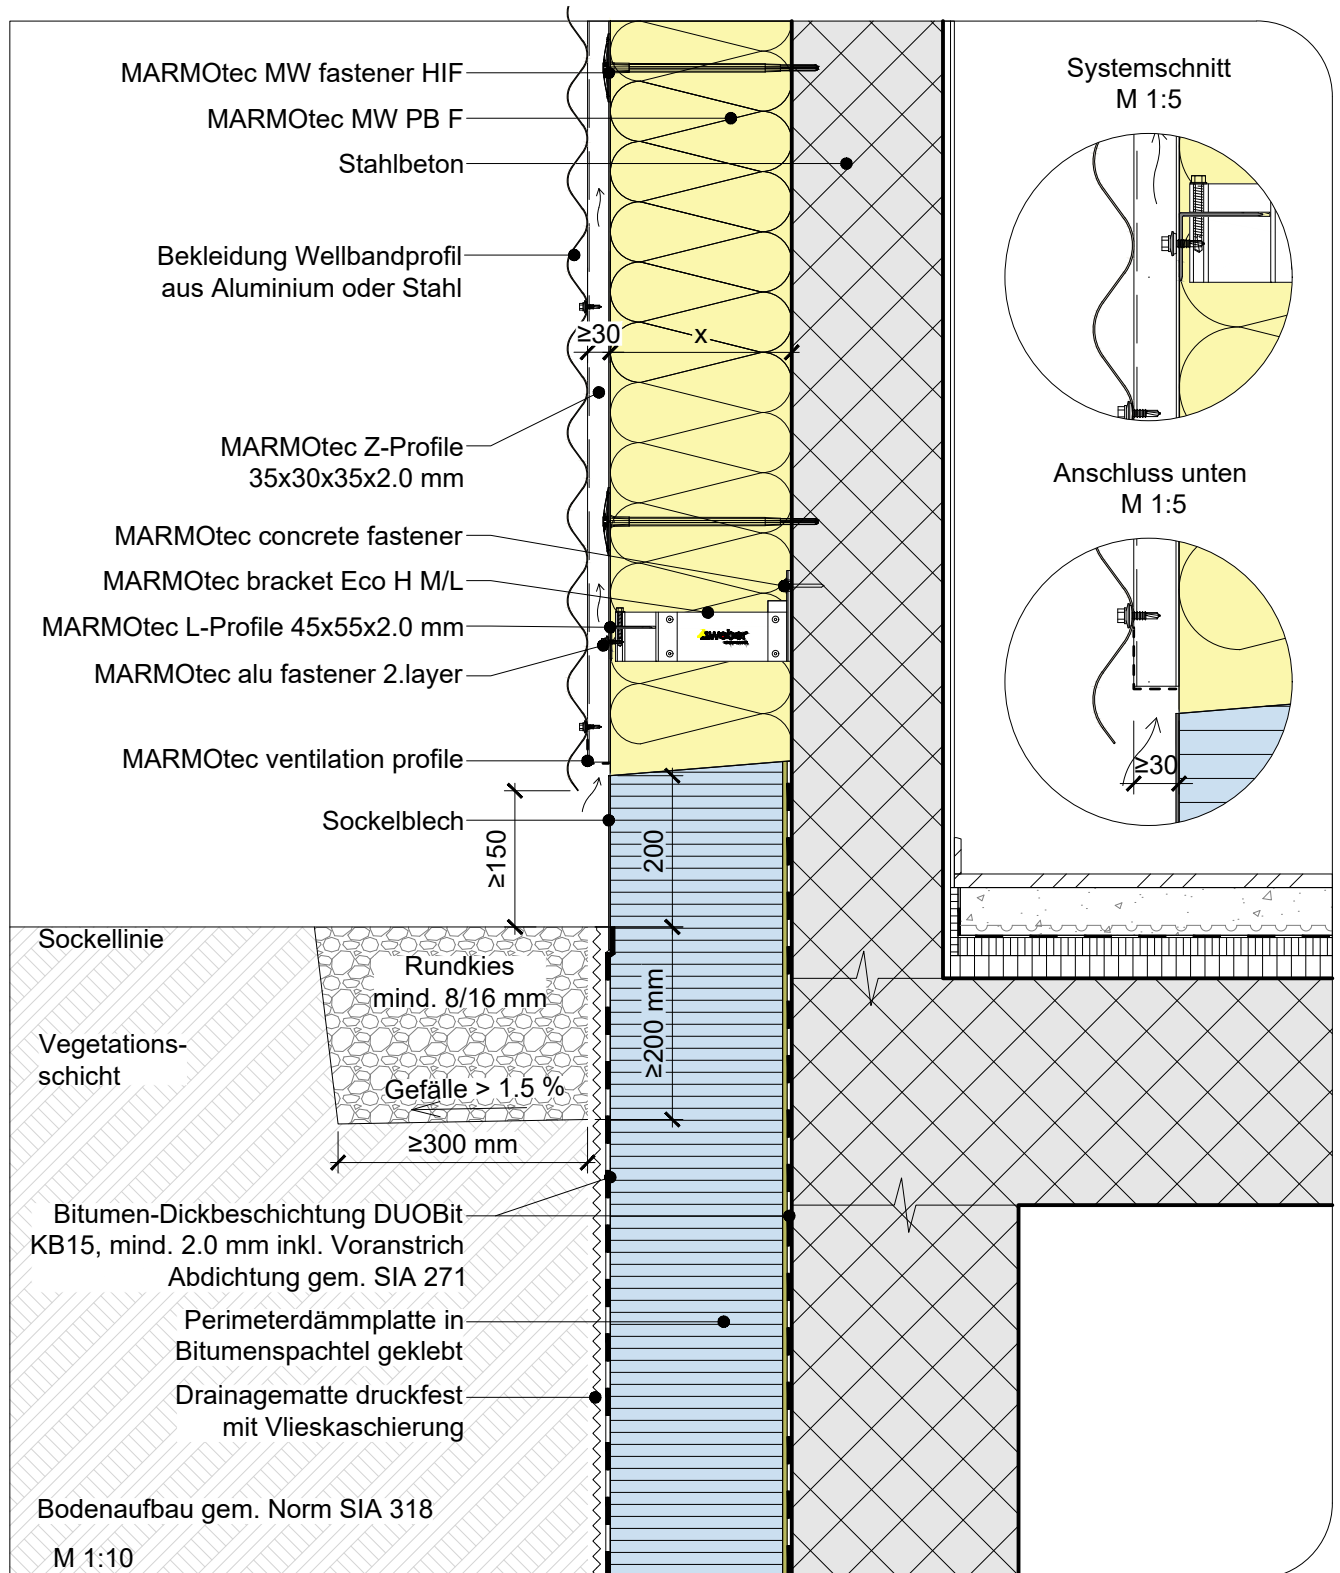 MARMOtec MW fastener HIF
MARMOtec MW PB F
Stahlbeton
Bekleidung Wellbandprofil
aus Aluminium oder Stahl
≥30
x
MARMOtec Z-Profile
35x30x35x2.0 mm
MARMOtec concrete fastener
MARMOtec bracket Eco H M/L
weber
MARMOtec L-Profile 45x55x2.0 mm
MARMOtec alu fastener 2.layer
MARMOtec ventilation profile
Sockelblech
≥150
200
Sockellinie
Rundkies
mind. 8/16 mm
≥200 mm
Vegetations-
schicht
Gefälle > 1.5 %
≥300 mm
Bitumen-Dickbeschichtung DUOBit
KB15, mind. 2.0 mm inkl. Voranstrich
Abdichtung gem. SIA 271
Perimeterdämmplatte in
Bitumenspachtel geklebt
Drainagematte druckfest
mit Vlieskaschierung
Bodenaufbau gem. Norm SIA 318
M 1:10
Systemschnitt
M 1:5
Anschluss unten
M 1:5
≥30